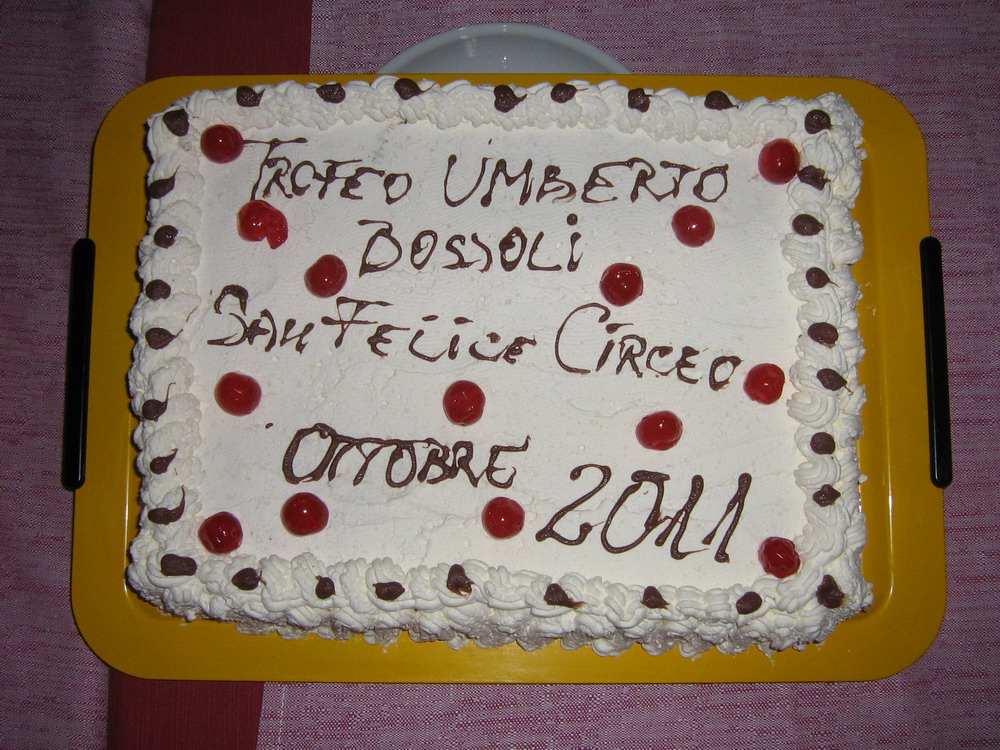 TROFEO UMBERTO
BOSSOLI
SAN FELICE CIRCEO
OTTOBRE 2011